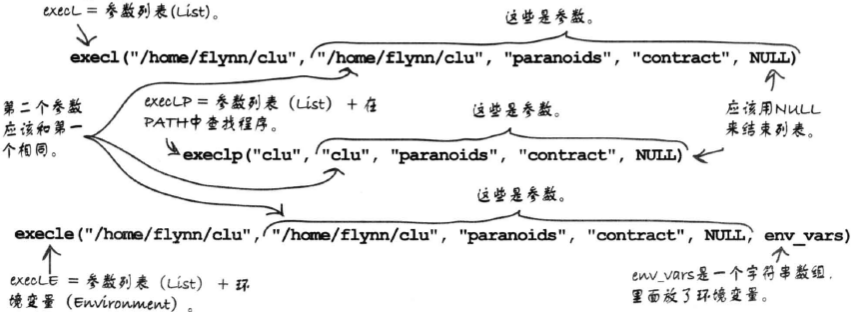 execL = 参数列表(List)。
这些是参数。
execl("/home/flynn/clu", "/home/flynn/clu", "paranoids", "contract", NULL)
第二个参数
应该和第一
个相同。
execLP = 参数列表 (List) + 在
PATH中查找程序。
这些是参数。
应该用NULL
来结束列表。
execlp("clu", "clu", "paranoids", "contract", NULL)
这些是参数。
execle("/home/flynn/clu", "/home/flynn/clu", "paranoids", "contract", NULL, env_vars)
execLE = 参数列表 (List) + 环
境变量 (Environment) 。
env_vars是一个字符串数组,
里面放了环境变量。